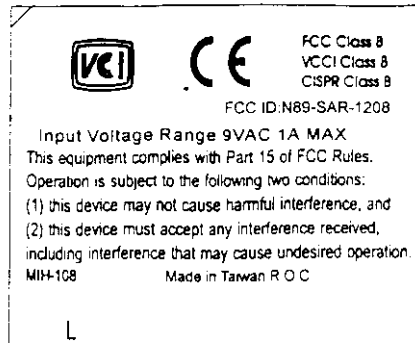 VCI CE FCC Class B
VCCI Class B
CISPR Class B
FCC ID:N89-SAR-1208
Input Voltage Range 9VAC 1A MAX
This equipment complies with Part 15 of FCC Rules.
Operation is subject to the following two conditions:
(1) this device may not cause harmful interference, and
(2) this device must accept any interference received,
including interference that may cause undesired operation.
MIH-108 Made in Taiwan R O C